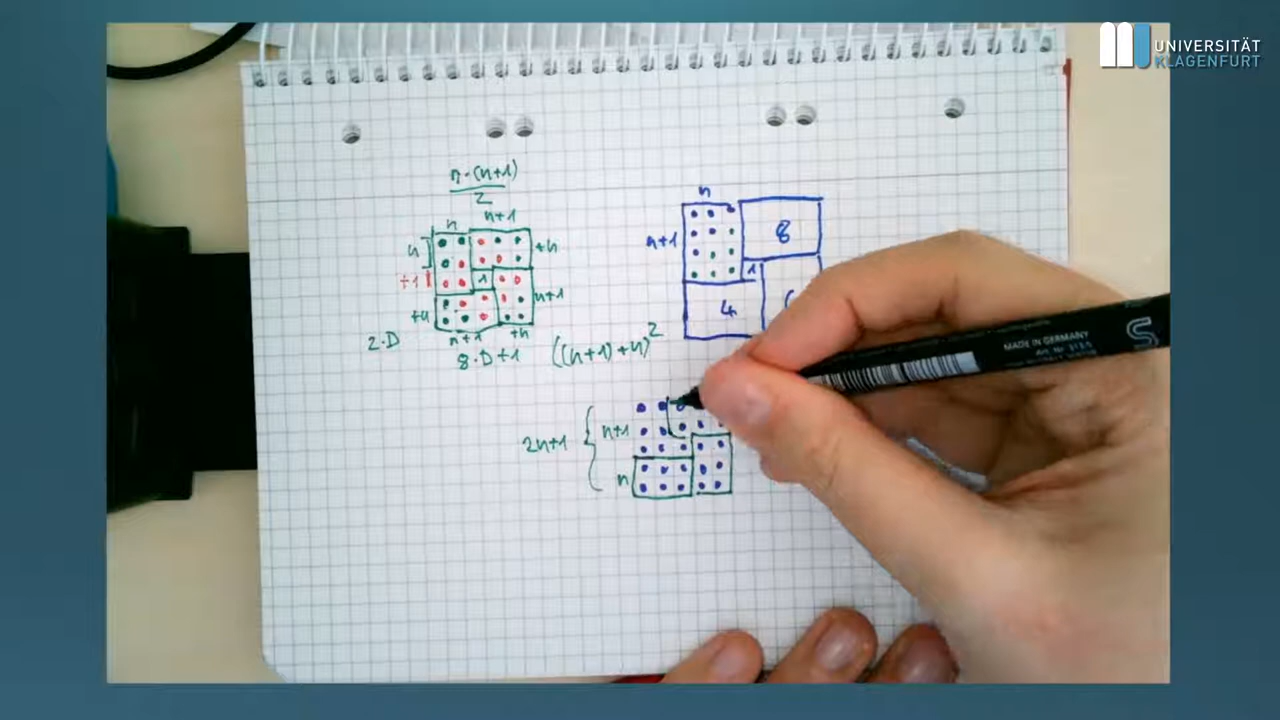 UNIVERSITÄT
KLAGENFURT
n·(n+1)
2
n n+1
n +n
+1 1 n+1
+n
n+1 +n
2·D
8·D+1 ((n+1)+n)²
n
n+1 8
1
4
2n+1 n+1
n
MADE IN GERMANY
S